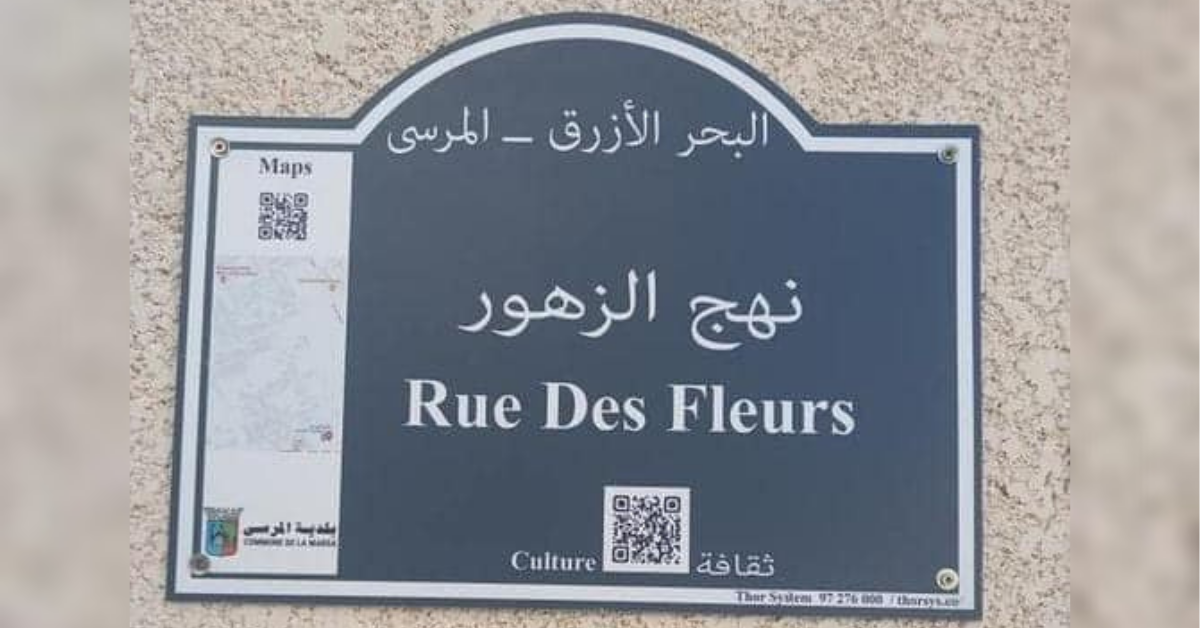 البحر الأزرق – المرسى
Maps
نهج الزهور
Rue Des Fleurs
بلدية المرسى
COMMUNE DE LA MARSA
Culture
ثقافة
Thor System 97 276 000 / thorsys.co